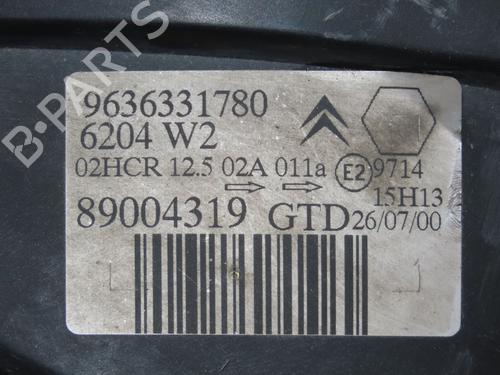 9636331780
6204 W2
02HCR 12.5 02A 011a E2 9714
15H13
89004319 GTD 26/07/00
B-PARTS